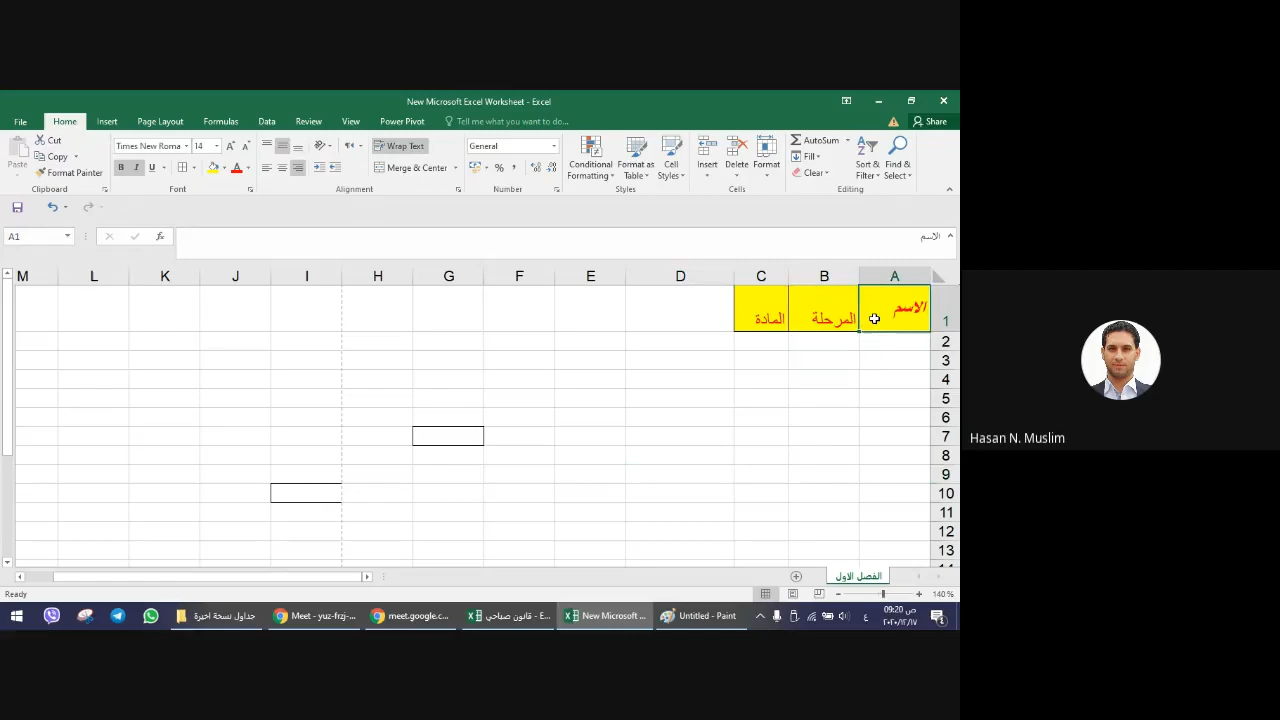 New Microsoft Excel Worksheet - Excel
File Home Insert Page Layout Formulas Data Review View Power Pivot Tell me what you want to do... Share
Paste Cut Copy Format Painter Clipboard
Times New Roma 14 B I U Font
Wrap Text Merge & Center Alignment
General % , Number
Conditional Formatting Format as Table Cell Styles Styles
Insert Delete Format Cells
AutoSum Fill Clear Sort & Filter Find & Select Editing
A1 fx الاسم
M L K J I H G F E D C B A
الاسم المرحلة المادة 1
2
3
4
5
6
7
8
9
10
11
12
13
الفصل الاول
Ready 140 %
جداول نسخة اخيرة Meet - yuz-frzj-... meet.google.c... قانون صباحي - E... New Microsoft ... Untitled - Paint ع 09:20 ص
٢٠٢٠/١٢/١٧
Hasan N. Muslim